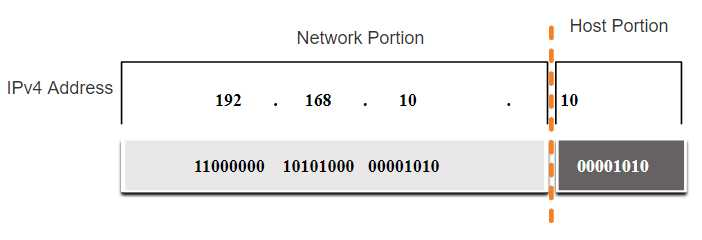 Network Portion
Host Portion
IPv4 Address
192 . 168 . 10 . 10
11000000 10101000 00001010 00001010